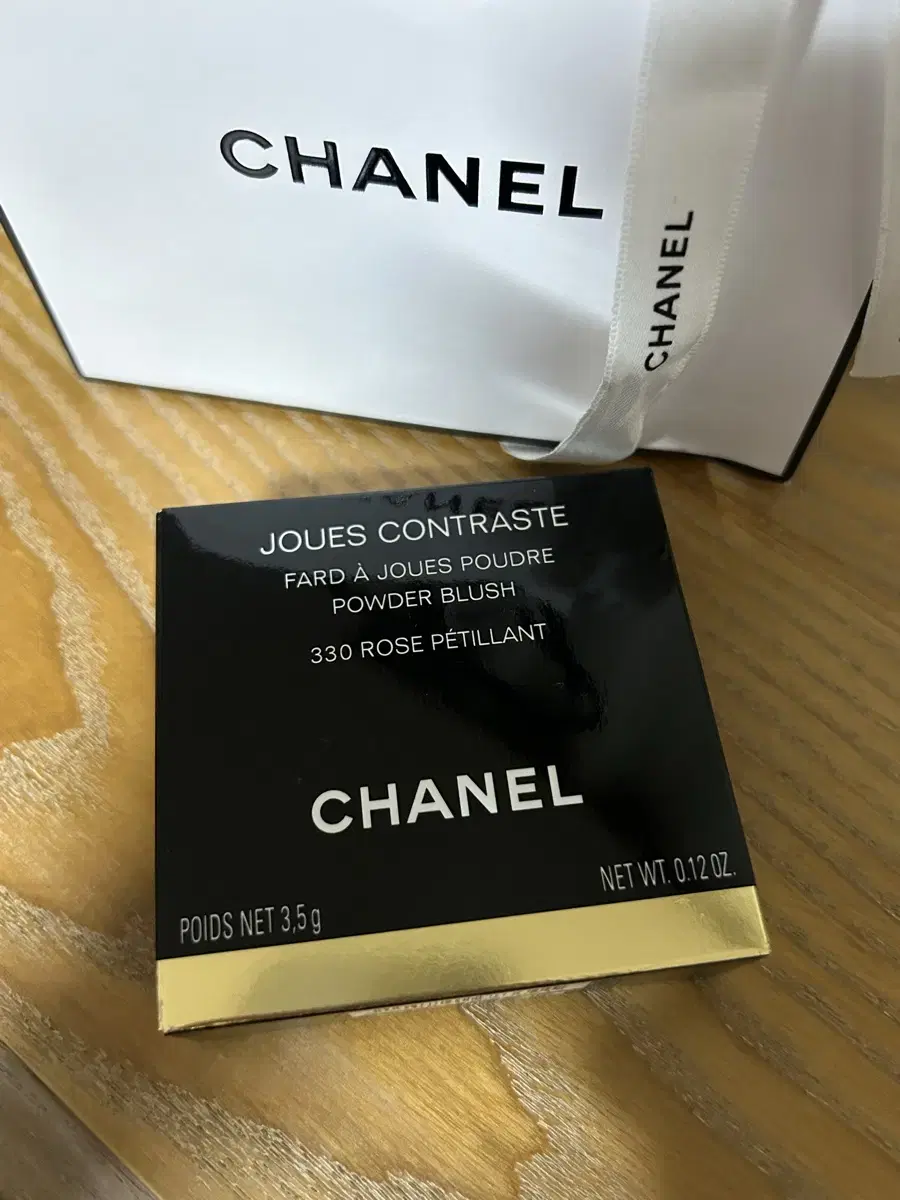 CHANEL
CHANEL
JOUES CONTRASTE
FARD À JOUES POUDRE
POWDER BLUSH
330 ROSE PÉTILLANT
CHANEL
NET WT. 0.12 OZ.
POIDS NET 3,5 g